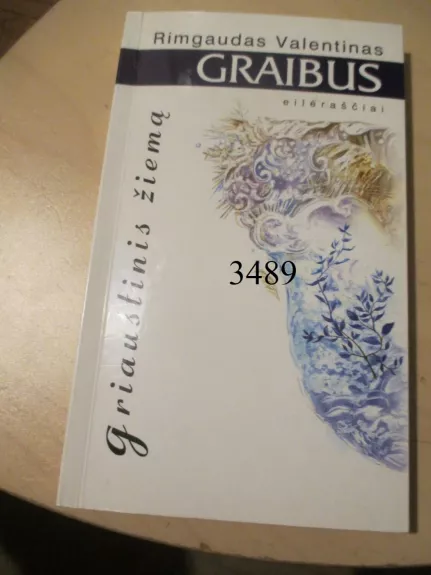 Rimgaudas Valentinas
GRAIBUS
eilėraščiai
griaustinis žiemą
3489